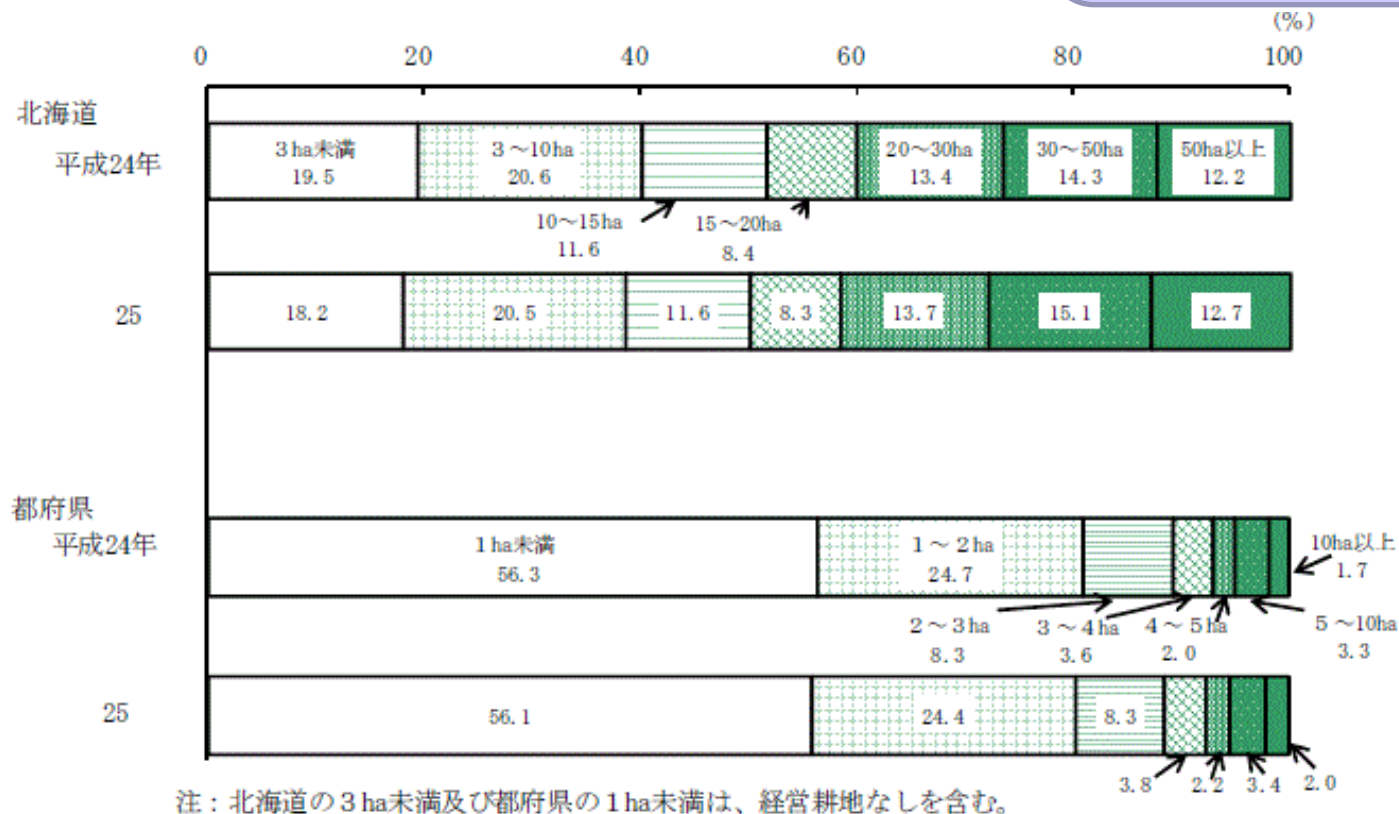 (%)
0 20 40 60 80 100
北海道
平成24年
3ha未満
19.5
3～10ha
20.6
20～30ha
13.4
30～50ha
14.3
50ha以上
12.2
10～15ha
11.6
15～20ha
8.4
25
18.2 20.5 11.6 8.3 13.7 15.1 12.7
都府県
平成24年
1ha未満
56.3
1～2ha
24.7
10ha以上
1.7
2～3ha
8.3
3～4ha
3.6
4～5ha
2.0
5～10ha
3.3
25
56.1 24.4 8.3
3.8 2.2 3.4 2.0
注：北海道の3ha未満及び都府県の1ha未満は、経営耕地なしを含む。